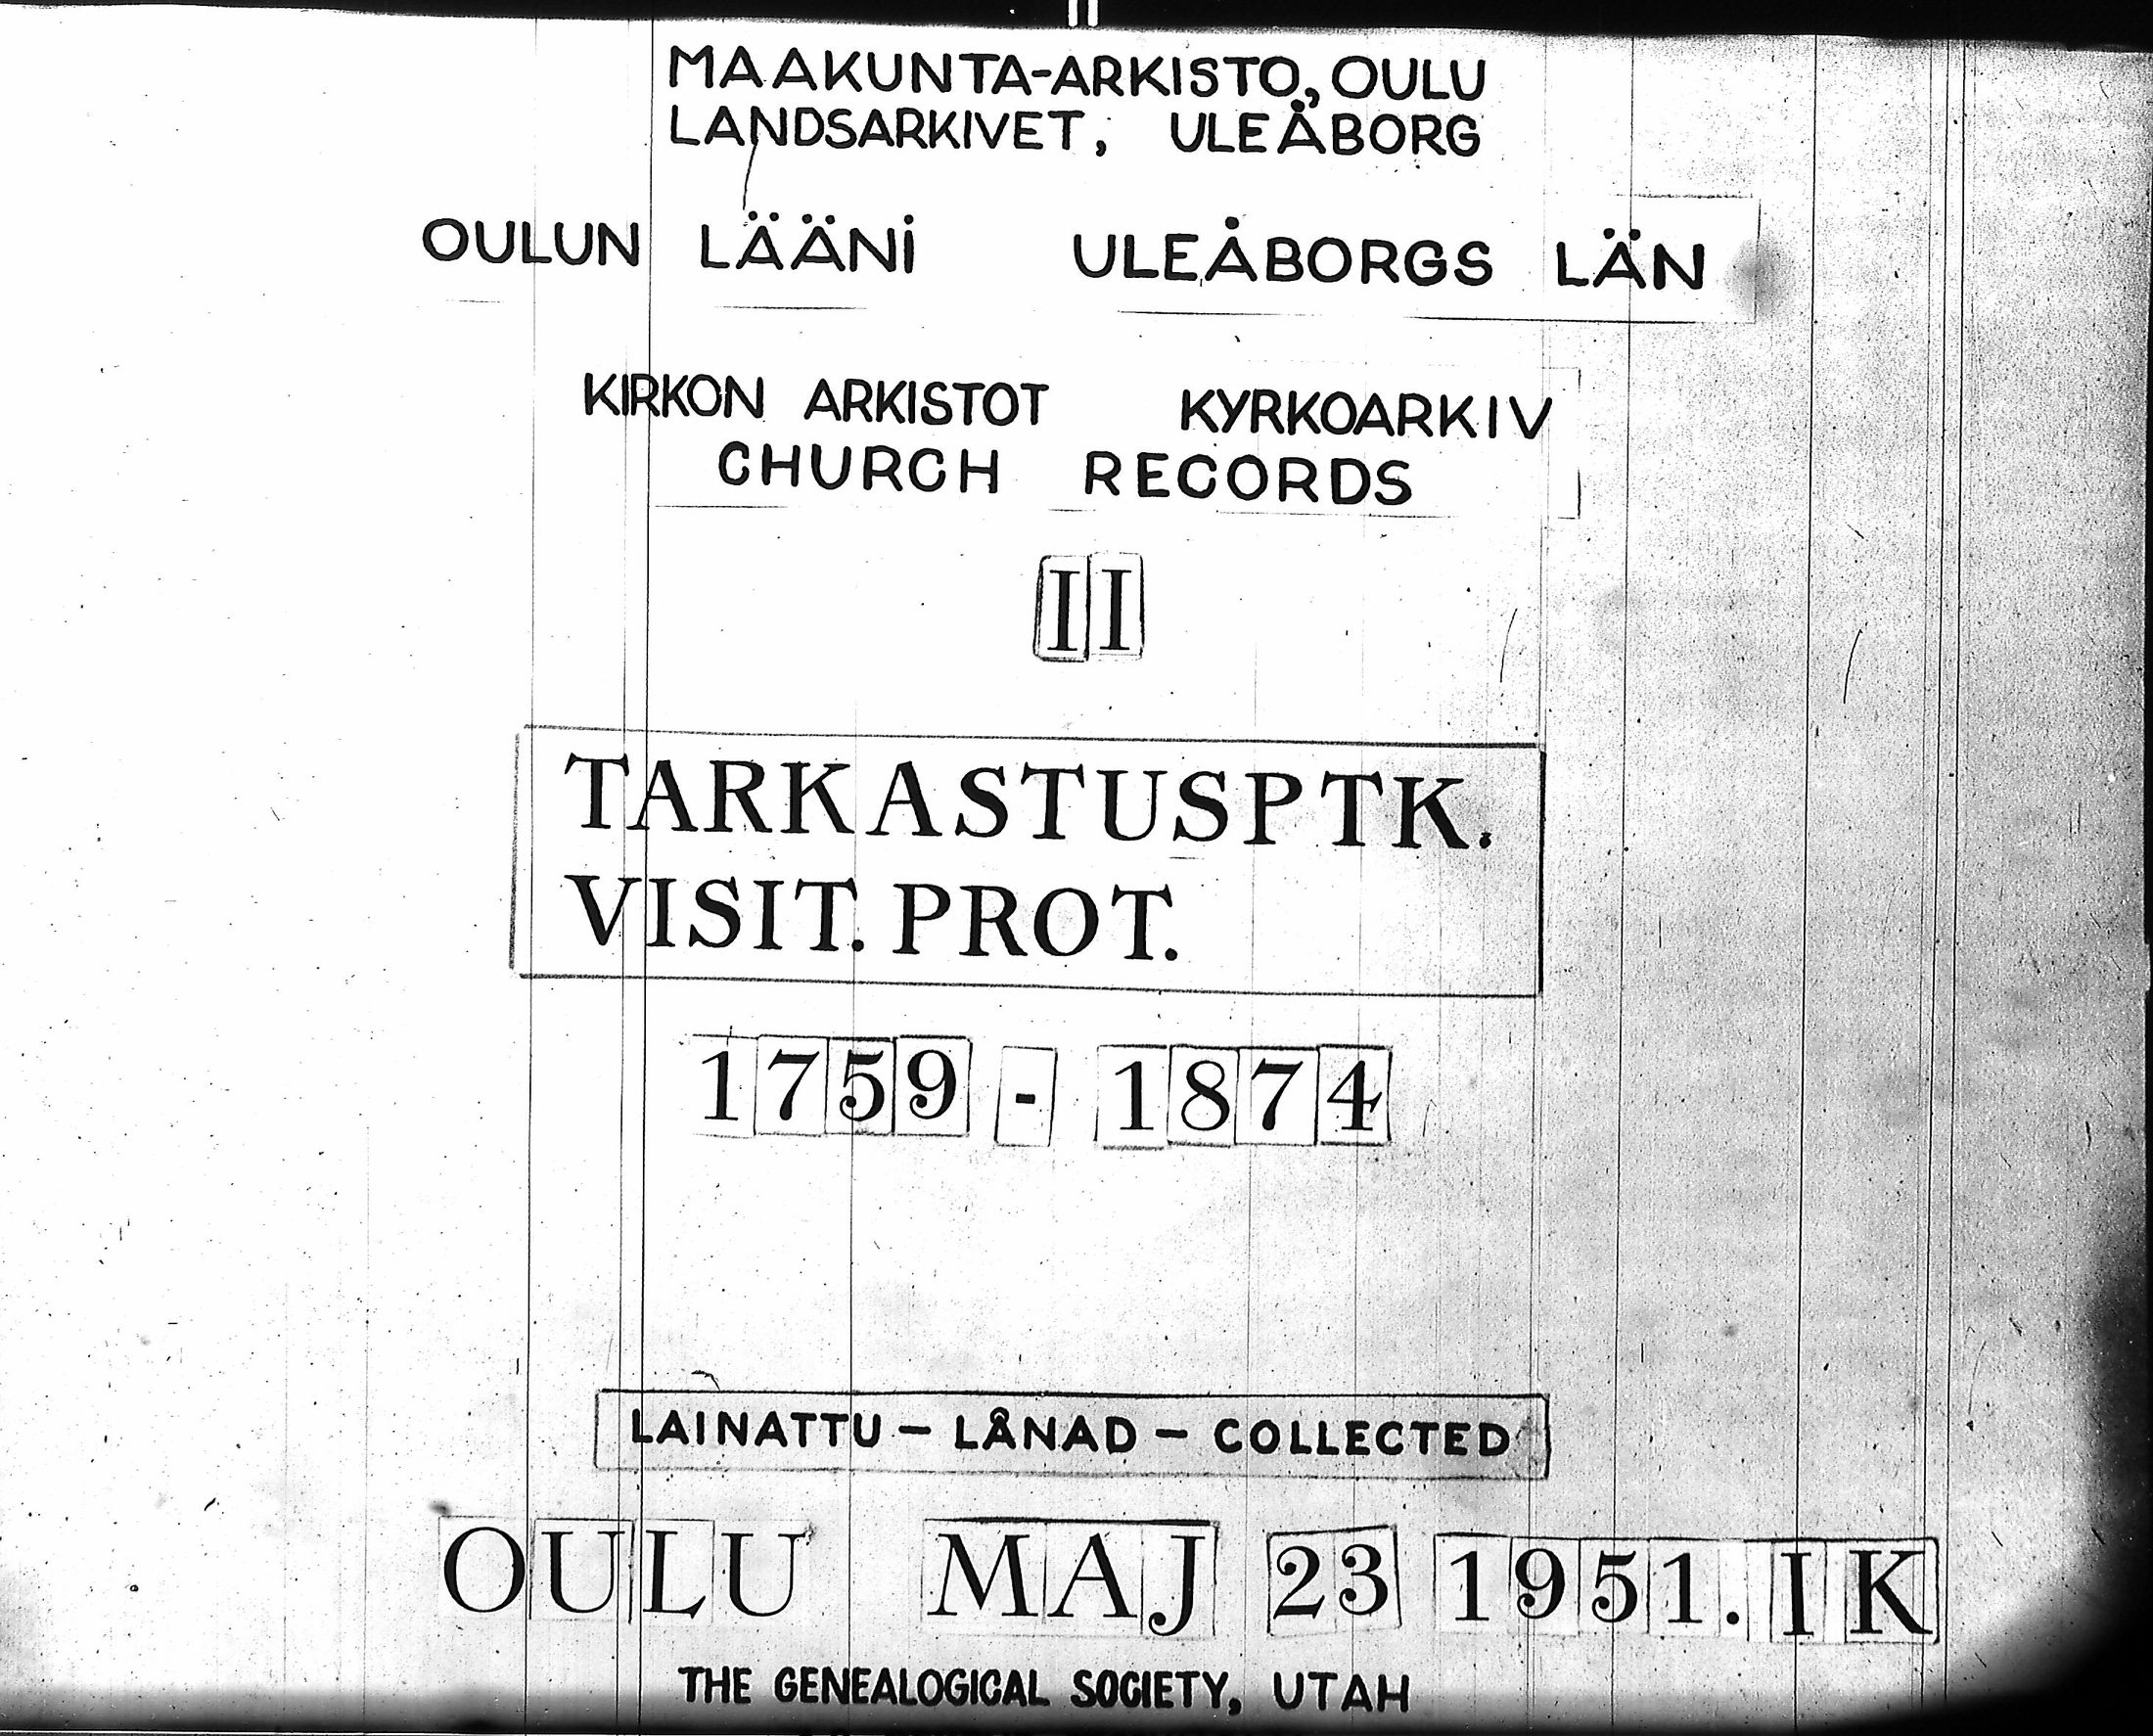 MAAKUNTA-ARKISTO, OULU
LANDSARKIVET, ULEÅBORG
OULUN LÄÄNI ULEÅBORGS LÄN
KIRKON ARKISTOT KYRKOARKIV
CHURCH RECORDS
II
TARKASTUSPTK.
VISIT. PROT.
1759 - 1874
LAINATTU - LÅNAD - COLLECTED
OULU MAJ 23 1951. IK
THE GENEALOGICAL SOCIETY, UTAH